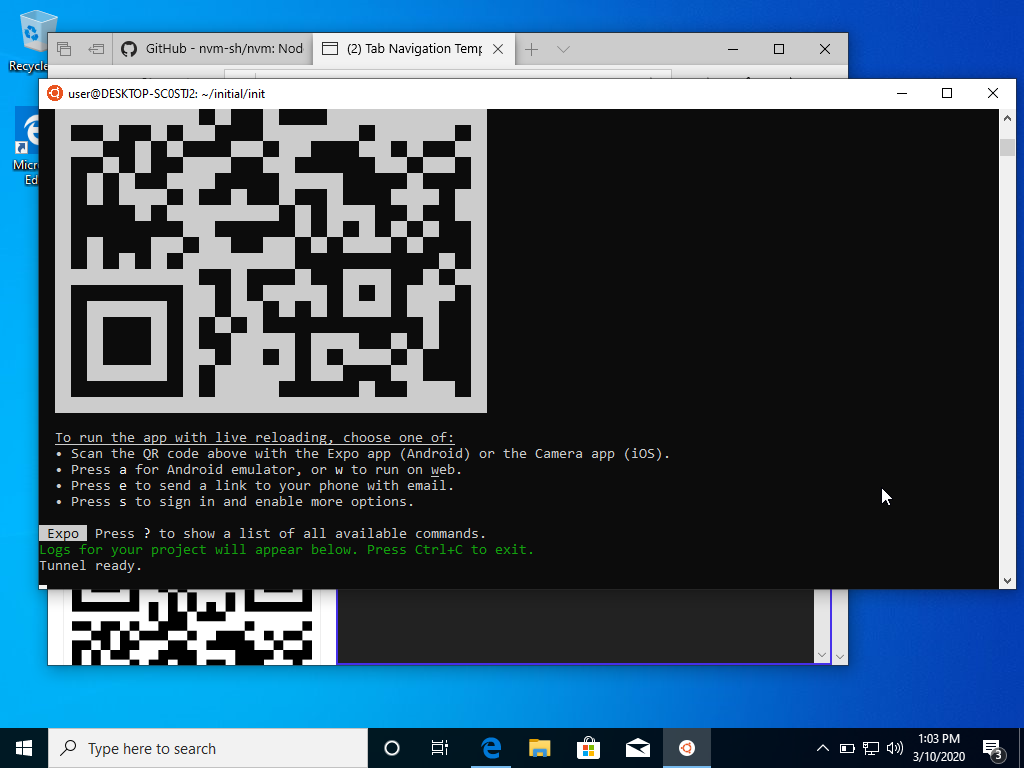 Recycle
GitHub - nvm-sh/nvm: Nod
(2) Tab Navigation Temp
user@DESKTOP-SC0STJ2: ~/initial/init
Micr
Ed
To run the app with live reloading, choose one of:
• Scan the QR code above with the Expo app (Android) or the Camera app (iOS).
• Press a for Android emulator, or w to run on web.
• Press e to send a link to your phone with email.
• Press s to sign in and enable more options.
Expo Press ? to show a list of all available commands.
Logs for your project will appear below. Press Ctrl+C to exit.
Tunnel ready.
Type here to search
1:03 PM
3/10/2020
3